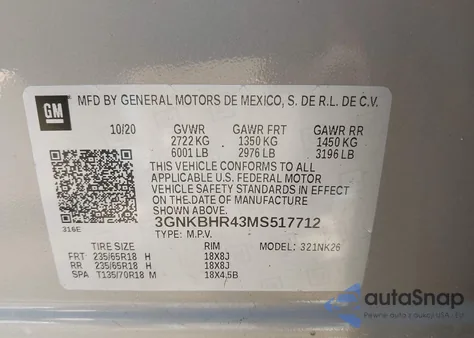 GM
MFD BY GENERAL MOTORS DE MEXICO, S. DE R.L. DE C.V.
10/20 GVWR GAWR FRT GAWR RR
2722 KG 1350 KG 1450 KG
6001 LB 2976 LB 3196 LB
THIS VEHICLE CONFORMS TO ALL
APPLICABLE U.S. FEDERAL MOTOR
VEHICLE SAFETY STANDARDS IN EFFECT
ON THE DATE OF MANUFACTURE
SHOWN ABOVE.
3GNKBHR43MS517712
316E
TYPE: M.P.V. MODEL: 321NK26
TIRE SIZE RIM
FRT 235/65R18 H 18X8J
RR 235/65R18 H 18X8J
SPA T135/70R18 M 18X4.5B
autoSnap